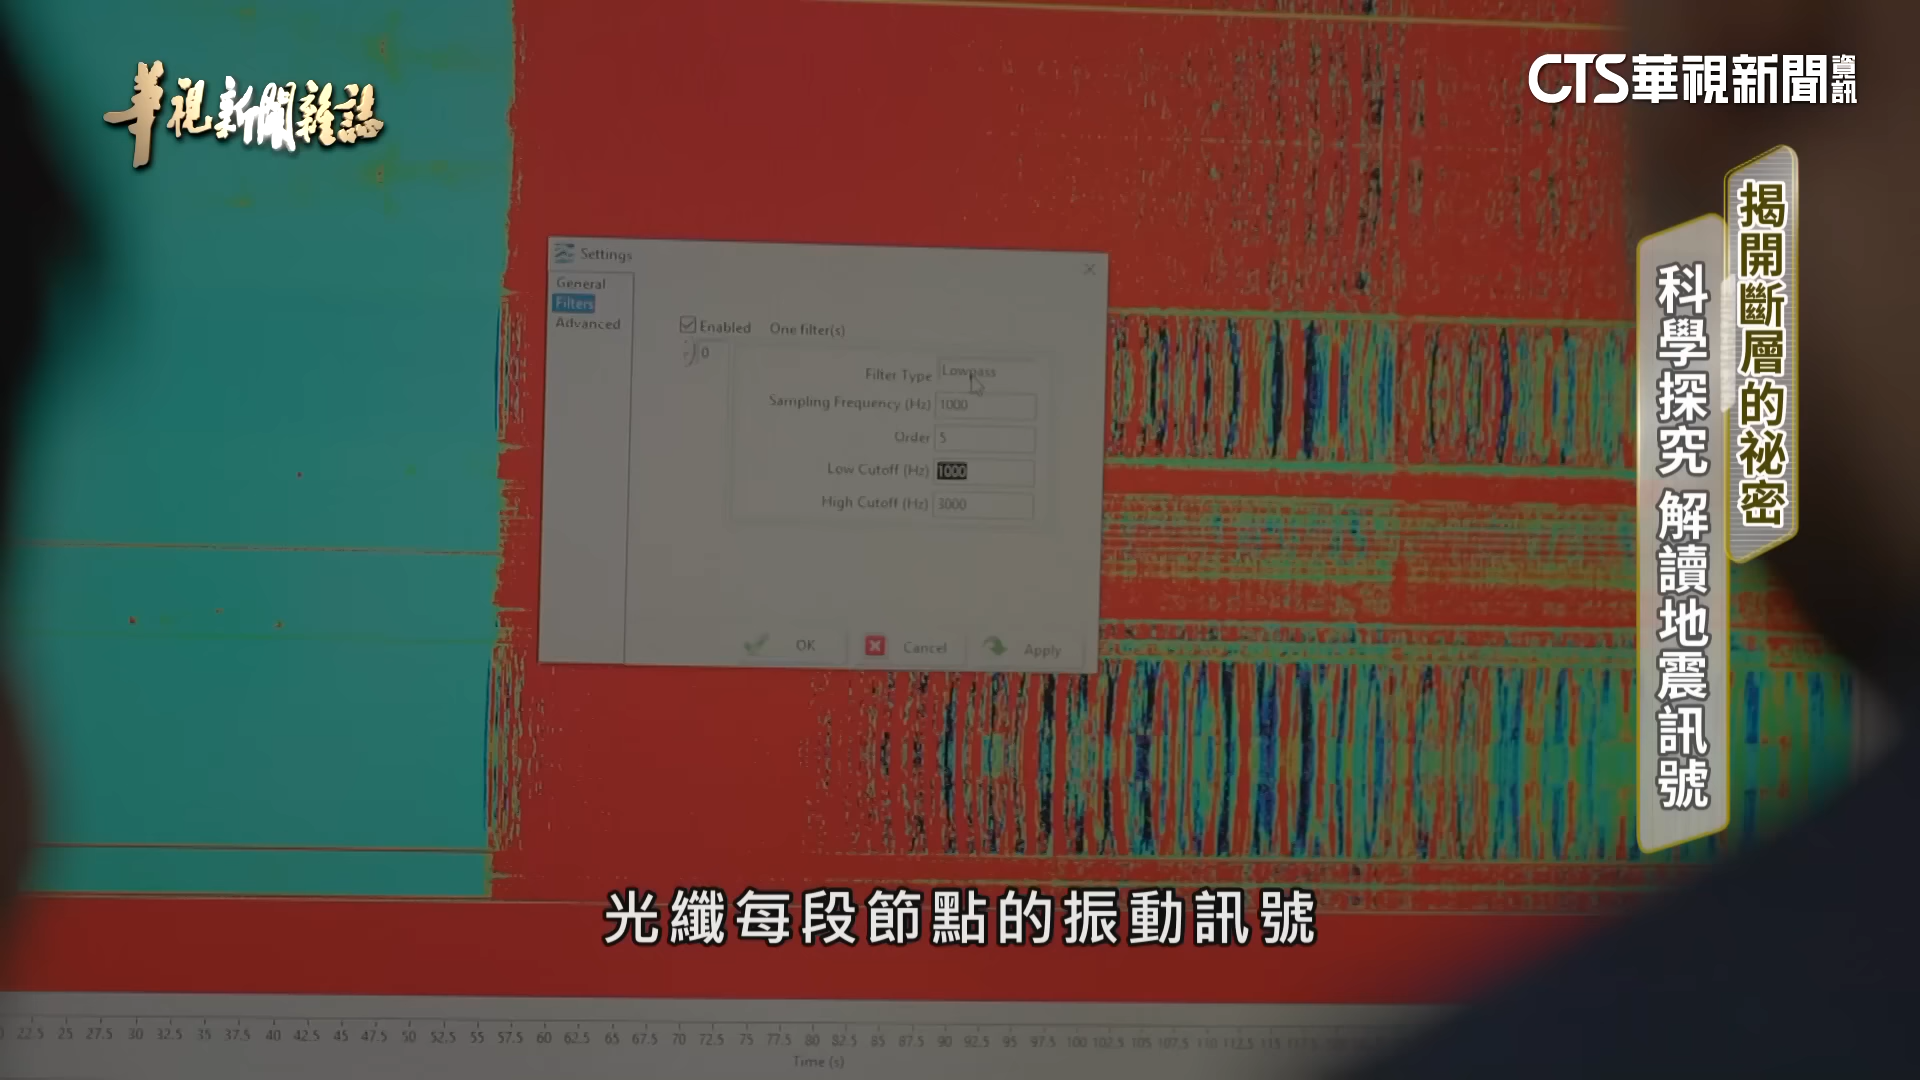 華視新聞雜誌
CTS華視新聞資訊
揭開斷層的祕密
科學探究 解讀地震訊號
Settings
General
Filters
Advanced
Enabled
One filter(s)
0
Filter Type
Lowpass
Sampling Frequency (Hz)
1000
Order
5
Low Cutoff (Hz)
1000
High Cutoff (Hz)
3000
OK
Cancel
Apply
光纖每段節點的振動訊號
22.5 25 27.5 30 32.5 35 37.5 40 42.5 45 47.5 50 52.5 55 57.5 60 62.5 65 67.5 70 72.5 75 77.5 80 82.5 85 87.5 90 92.5 95 97.5 100 102.5 105 107.5 110 112.5 115
Time (s)